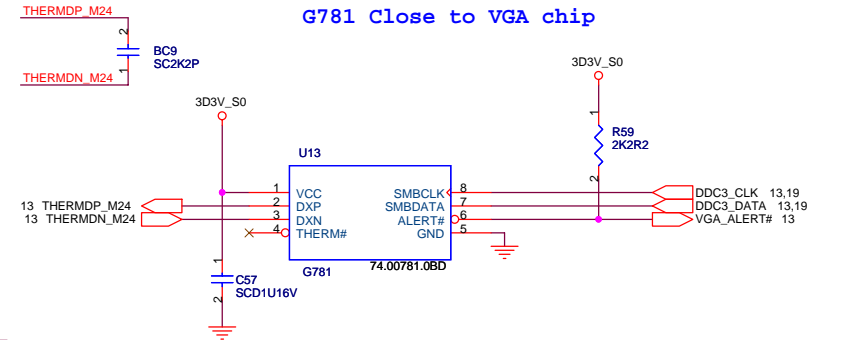 G781 Close to VGA chip
THERMDP_M24
2
BC9
SC2K2P
1
THERMDN_M24
3D3V_S0
3D3V_S0
1
R59
2K2R2
2
U13
1 VCC
2 DXP
3 DXN
4 THERM#
SMBCLK 8
SMBDATA 7
ALERT# 6
GND 5
13 THERMDP_M24
13 THERMDN_M24
DDC3_CLK 13,19
DDC3_DATA 13,19
VGA_ALERT# 13
G781
74.00781.0BD
1
C57
SCD1U16V
2